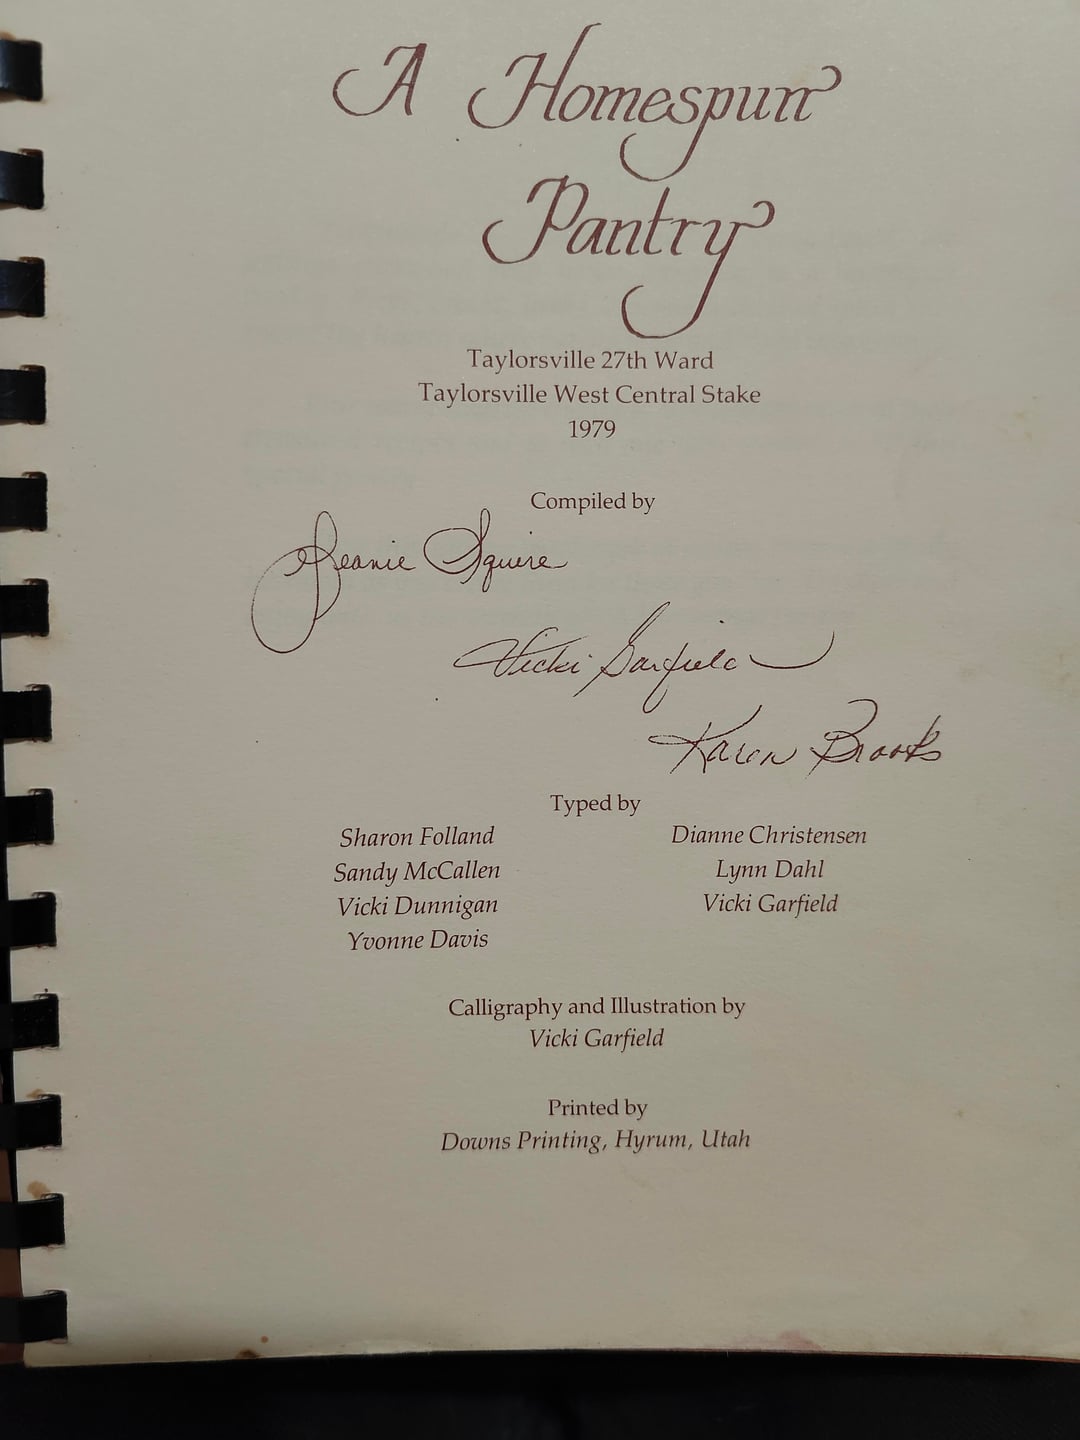 A Homespun
Pantry
Taylorsville 27th Ward
Taylorsville West Central Stake
1979
Compiled by
Jeanie Squire
Vicki Garfield
Karen Brooks
Typed by
Sharon Folland Dianne Christensen
Sandy McCallen Lynn Dahl
Vicki Dunnigan Vicki Garfield
Yvonne Davis
Calligraphy and Illustration by
Vicki Garfield
Printed by
Downs Printing, Hyrum, Utah